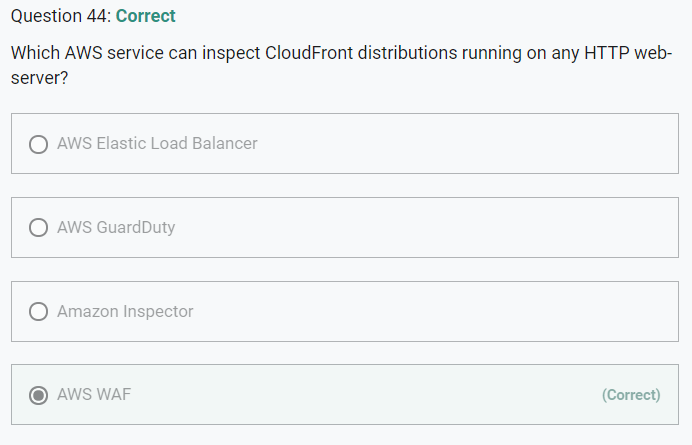 Question 44: Correct
Which AWS service can inspect CloudFront distributions running on any HTTP web-
server?
AWS Elastic Load Balancer
AWS GuardDuty
Amazon Inspector
AWS WAF (Correct)